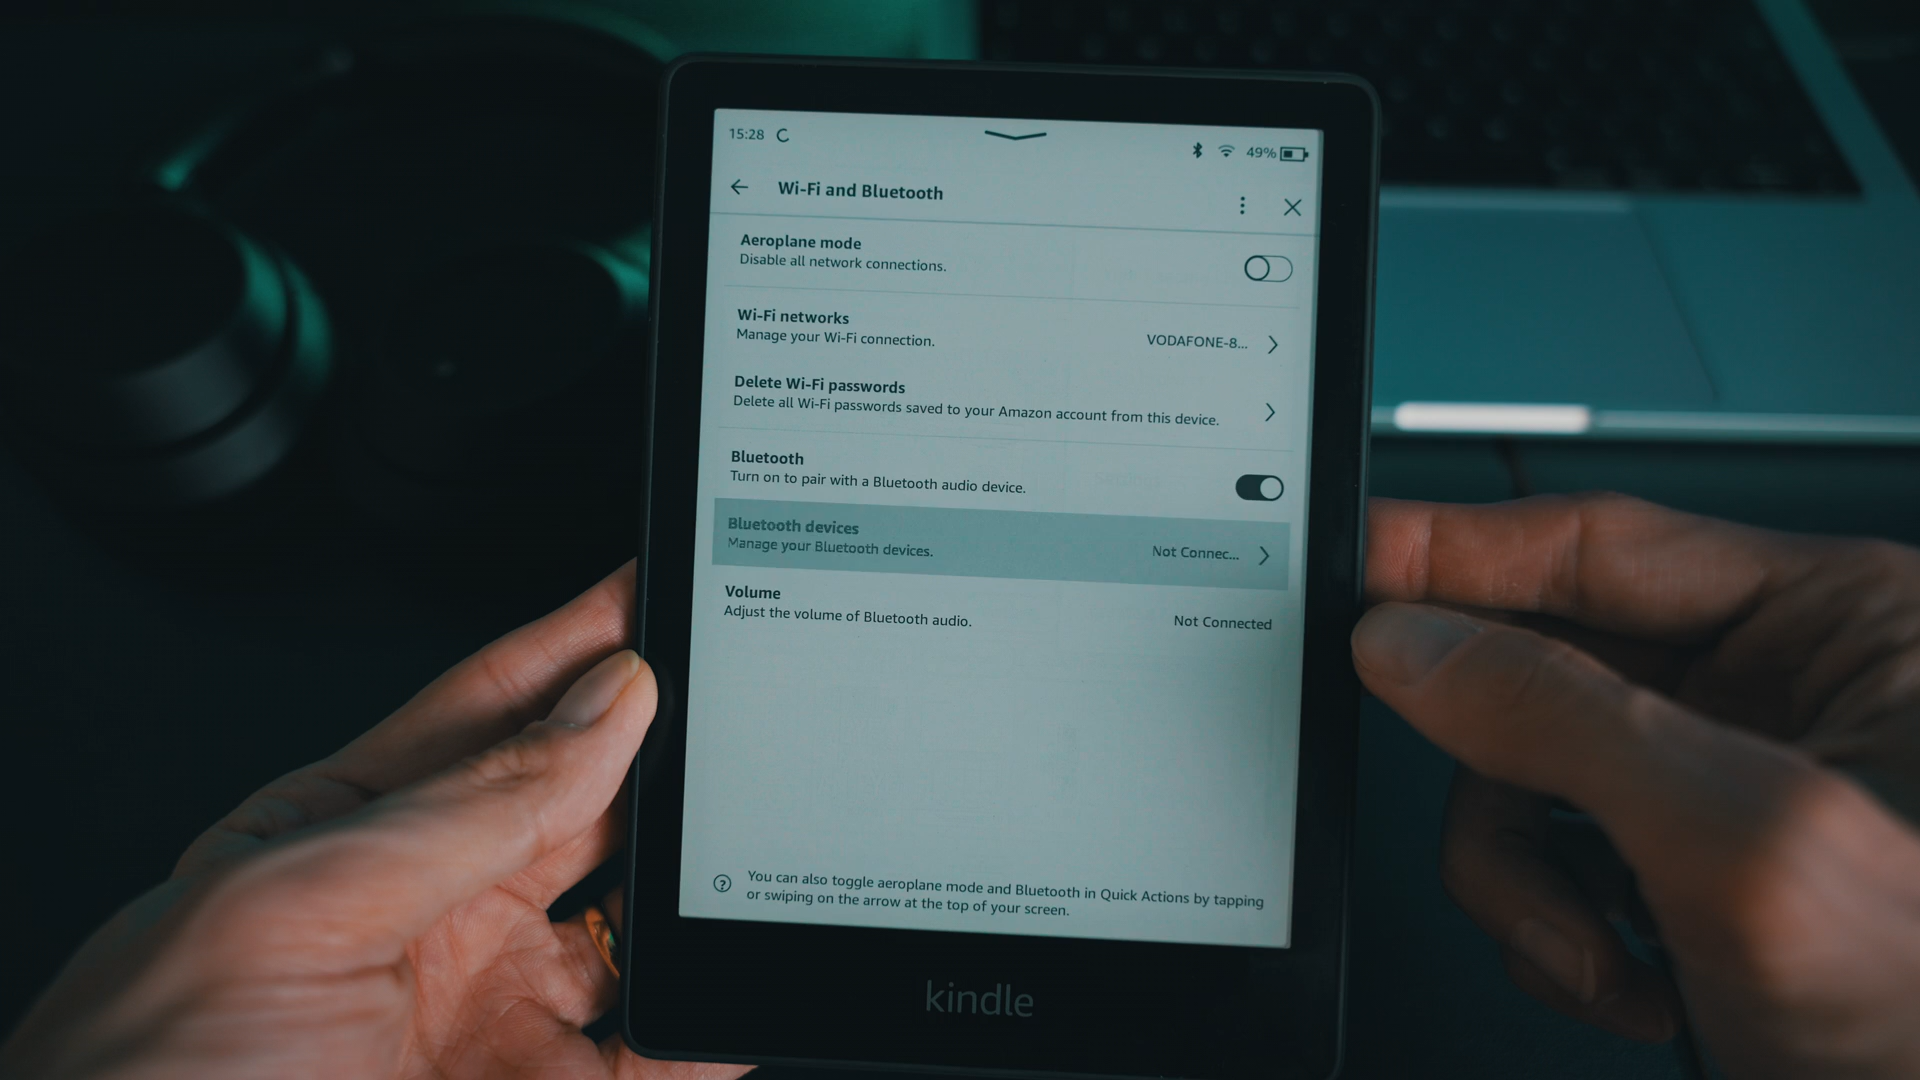 15:28
49%
Wi-Fi and Bluetooth
Aeroplane mode
Disable all network connections.
Wi-Fi networks
Manage your Wi-Fi connection.
VODAFONE-8...
Delete Wi-Fi passwords
Delete all Wi-Fi passwords saved to your Amazon account from this device.
Bluetooth
Turn on to pair with a Bluetooth audio device.
Bluetooth devices
Manage your Bluetooth devices.
Not Connec...
Volume
Adjust the volume of Bluetooth audio.
Not Connected
You can also toggle aeroplane mode and Bluetooth in Quick Actions by tapping
or swiping on the arrow at the top of your screen.
kindle